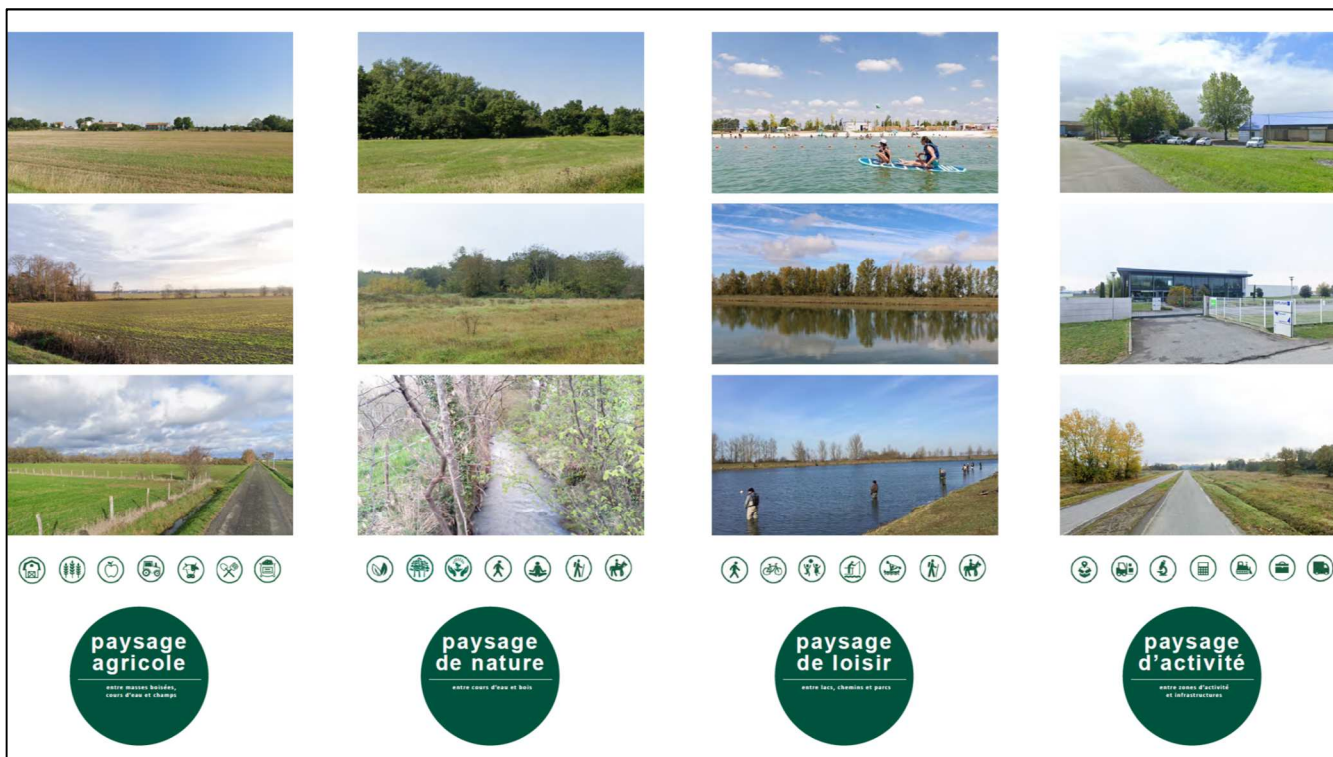 paysage
agricole
entre masses boisées,
cours d'eau et champs
paysage
de nature
entre cours d'eau et bois
paysage
de loisir
entre lacs, chemins et parcs
paysage
d'activité
entre zones d'activité
et infrastructures